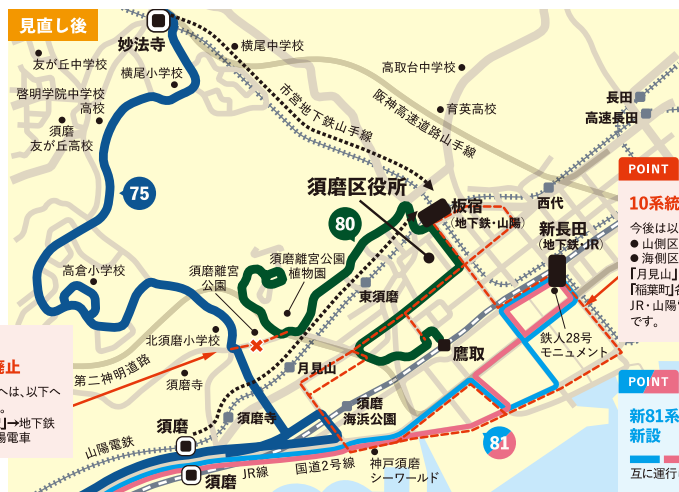 見直し後
妙法寺
友が丘中学校
横尾中学校
横尾小学校
高取台中学校
啓明学院中学校
高校
須磨
友が丘高校
市営地下鉄山手線
阪神高速道路山手線
育英高校
長田
高速長田
POINT
須磨区役所
板宿
(地下鉄・山陽)
西代
新長田
(地下鉄・JR)
10系統
今後は以
● 山側区
● 海側区
「月見山」
「稲葉町」各
JR・山陽
です。
75
80
須磨離宮公園
植物園
須磨離宮
公園
高倉小学校
東須磨
北須磨小学校
鉄人28号
モニュメント
鷹取
月見山
第二神明道路
須磨寺
廃止
へは、以下へ
。
」→地下鉄
陽電車
POINT
新81系
新設
互に運行
須磨寺
須磨
海浜公園
須磨
山陽電鉄
81
須磨
JR線
国道2号線
神戸須磨
シーワールド